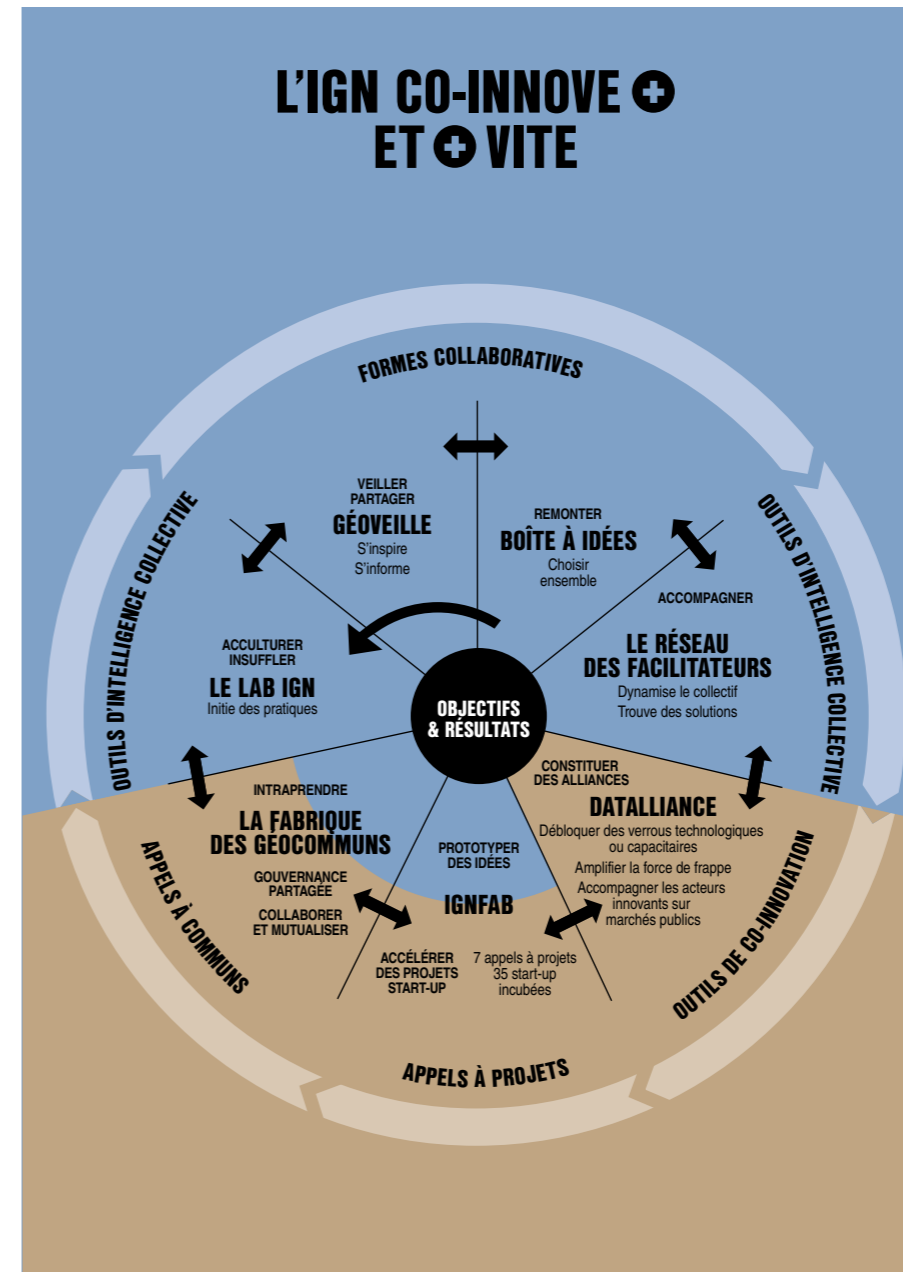 L'IGN CO-INNOVE +
ET + VITE
FORMES COLLABORATIVES
VEILLER
PARTAGER
GÉOVEILLE
S'inspire
S'informe
REMONTER
BOÎTE À IDÉES
Choisir
ensemble
OUTILS D'INTELLIGENCE COLLECTIVE
ACCOMPAGNER
LE RÉSEAU
DES FACILITATEURS
Dynamise le collectif
Trouve des solutions
OUTILS D'INTELLIGENCE COLLECTIVE
ACCULTURER
INSUFFLER
LE LAB IGN
Initie des pratiques
OBJECTIFS
& RÉSULTATS
CONSTITUER
DES ALLIANCES
DATALLIANCE
Débloquer des verrous technologiques
ou capacitaires
Amplifier la force de frappe
Accompagner les acteurs
innovants sur
marchés publics
OUTILS DE CO-INNOVATION
INTRAPRENDRE
LA FABRIQUE
DES GÉOCOMMUNS
GOUVERNANCE
PARTAGÉE
COLLABORER
ET MUTUALISER
APPELS À COMMUNS
PROTOTYPER
DES IDÉES
IGNFAB
ACCÉLÉRER
DES PROJETS
START-UP
7 appels à projets
35 start-up
incubées
APPELS À PROJETS